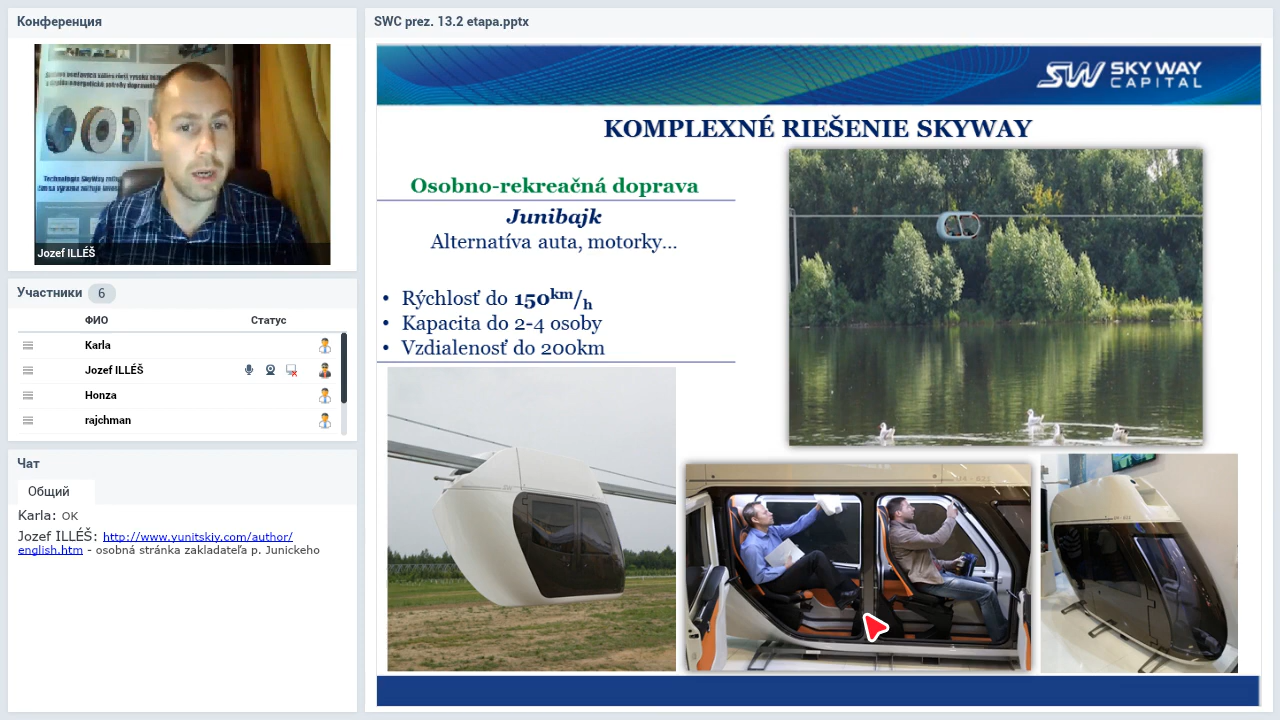 Конференция
Jozef ILLÉŠ
Участники 6
ФИО Статус
Karla
Jozef ILLÉŠ
Honza
rajchman
Чат
Общий
Karla: OK
Jozef ILLÉŠ: http://www.yunitskiy.com/author/
english.htm - osobná stránka zakladateľa p. Junickeho
SWC prez. 13.2 etapa.pptx
SW SKY WAY
CAPITAL
KOMPLEXNÉ RIEŠENIE SKYWAY
Osobno-rekreačná doprava
Junibajk
Alternatíva auta, motorky...
• Rýchlosť do 150km/h
• Kapacita do 2-4 osoby
• Vzdialenosť do 200km